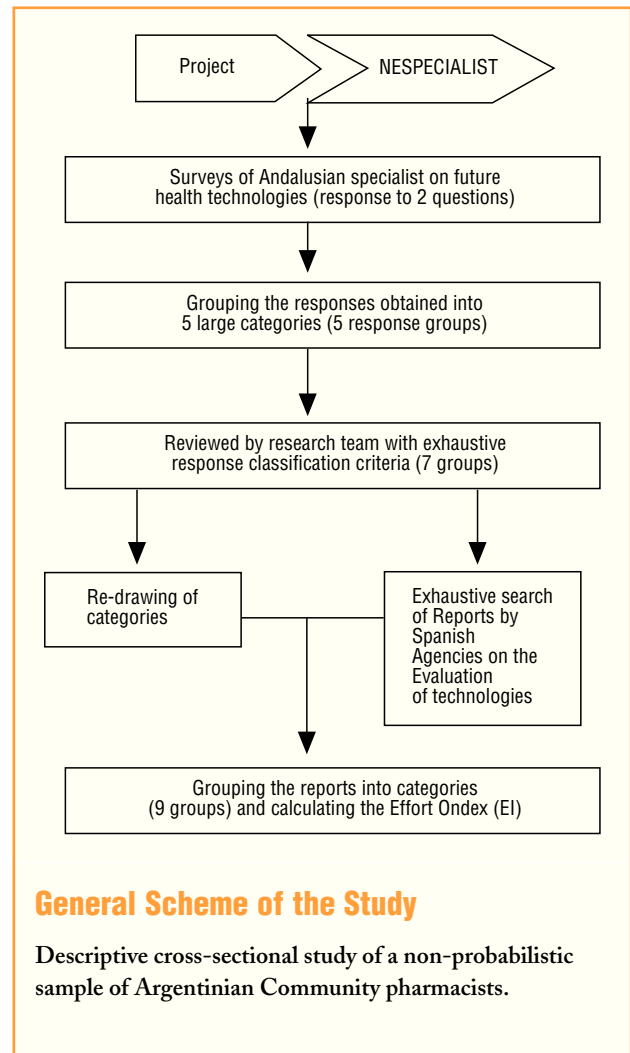 Project
NESPECIALIST
Surveys of Andalusian specialist on future
health technologies (response to 2 questions)
Grouping the responses obtained into
5 large categories (5 response groups)
Reviewed by research team with exhaustive
response classification criteria (7 groups)
Re-drawing of
categories
Exhaustive search
of Reports by
Spanish
Agencies on the
Evaluation
of technologies
Grouping the reports into categories
(9 groups) and calculating the Effort Ondex (EI)
General Scheme of the Study
Descriptive cross-sectional study of a non-probabilistic
sample of Argentinian Community pharmacists.